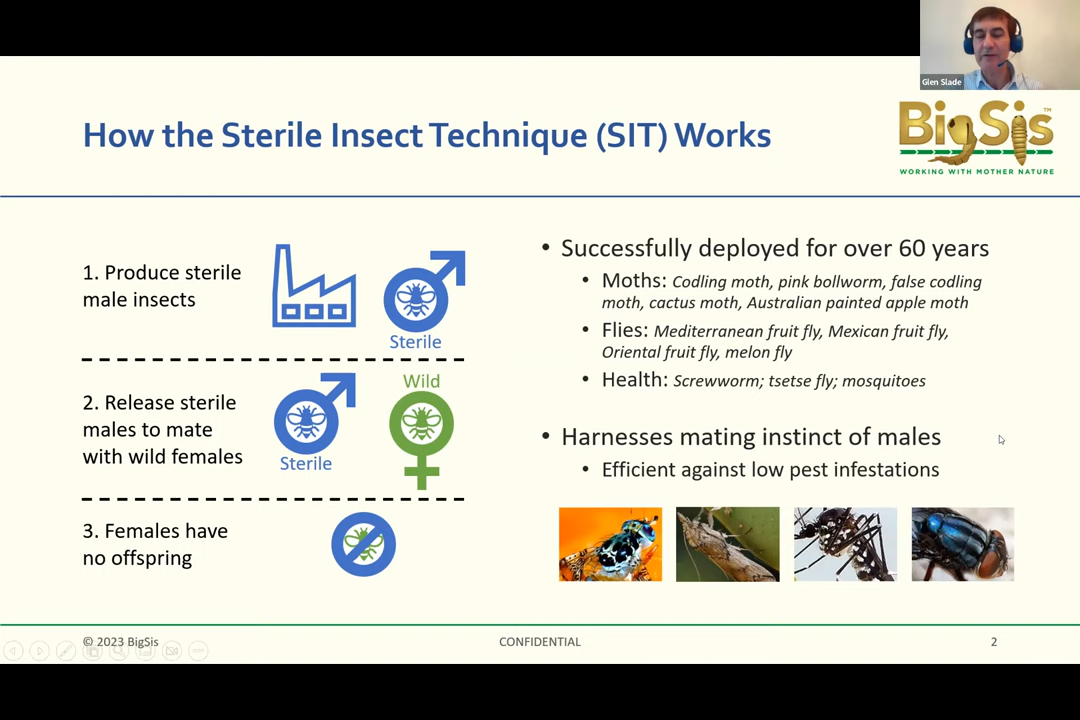 Glen Slade
How the Sterile Insect Technique (SIT) Works
BigSis™
WORKING WITH MOTHER NATURE
1. Produce sterile
male insects
Sterile
2. Release sterile
males to mate
with wild females
Sterile
Wild
3. Females have
no offspring
• Successfully deployed for over 60 years
• Moths: Codling moth, pink bollworm, false codling
moth, cactus moth, Australian painted apple moth
• Flies: Mediterranean fruit fly, Mexican fruit fly,
Oriental fruit fly, melon fly
• Health: Screwworm; tsetse fly; mosquitoes
• Harnesses mating instinct of males
• Efficient against low pest infestations
© 2023 BigSis
CONFIDENTIAL
2